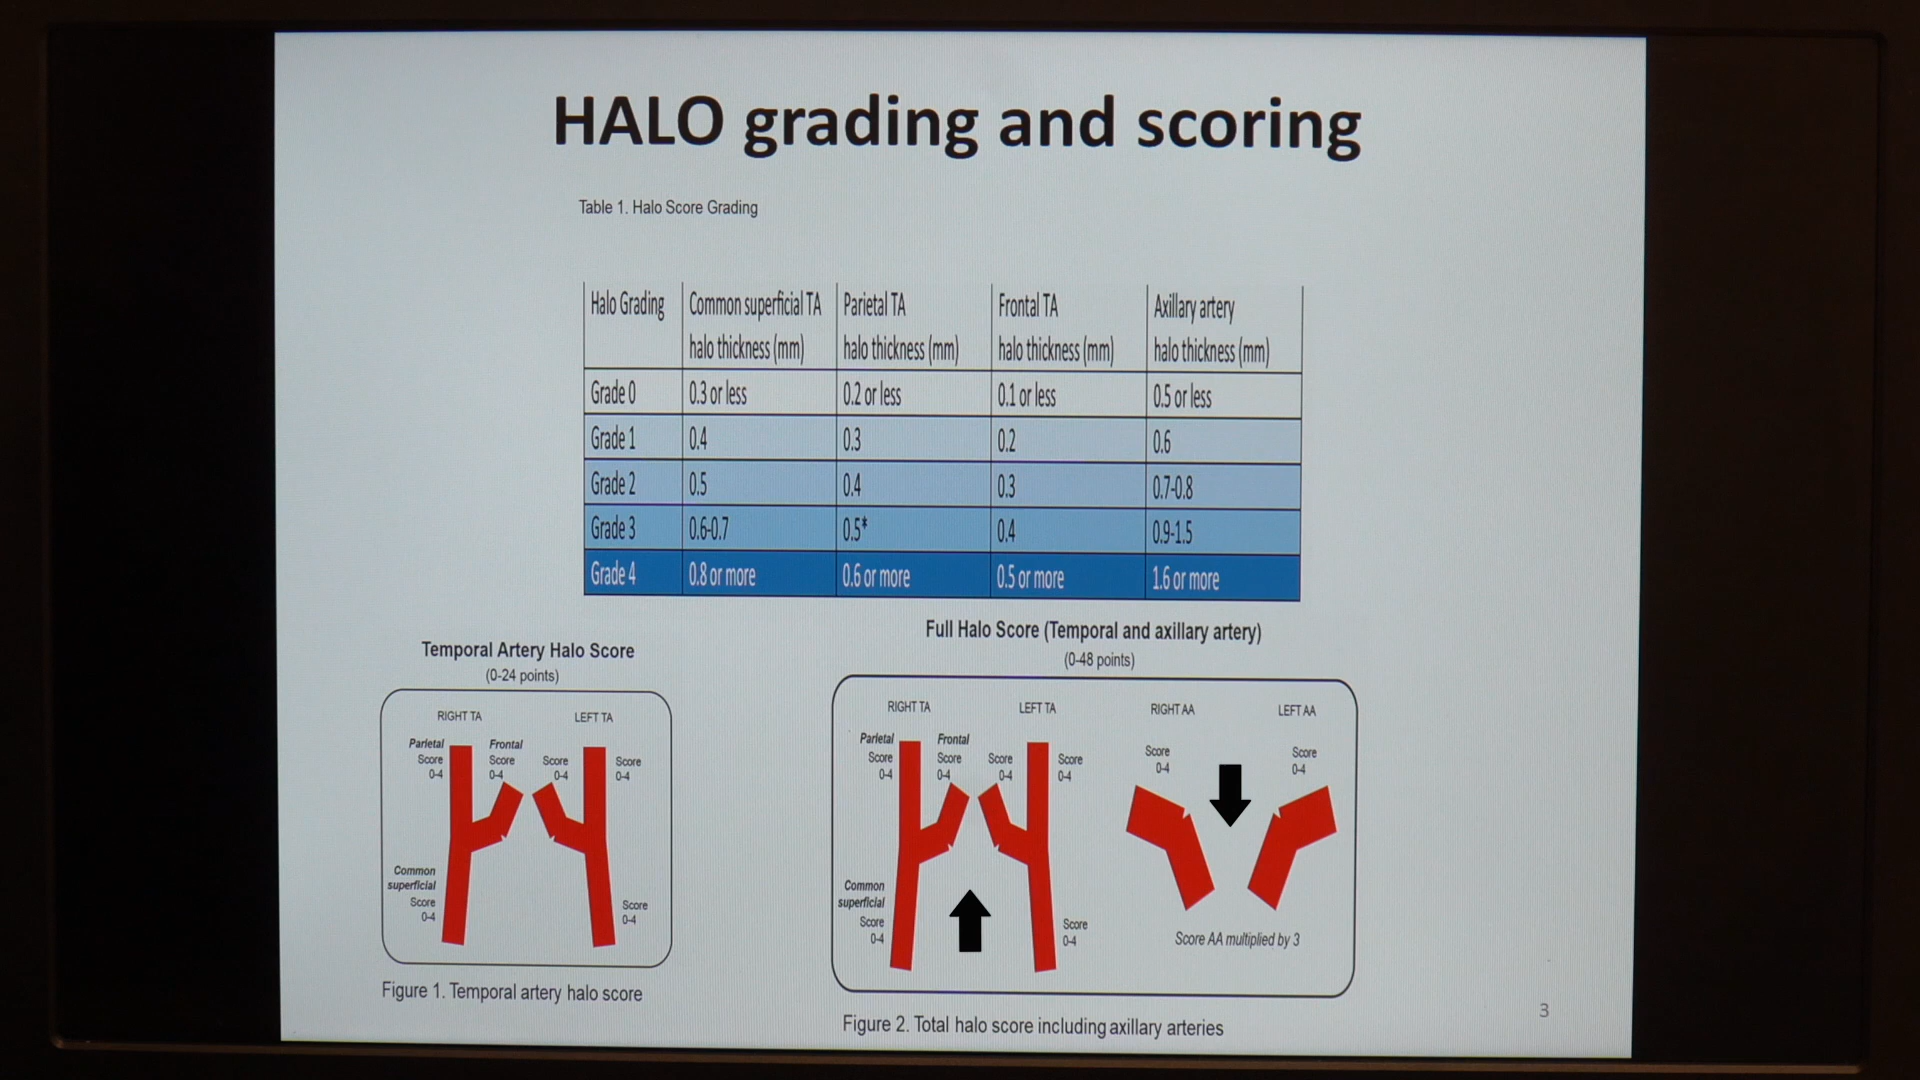 HALO grading and scoring
Table 1. Halo Score Grading
Halo Grading Common superficial TA halo thickness (mm) Parietal TA halo thickness (mm) Frontal TA halo thickness (mm) Axillary artery halo thickness (mm)
Grade 0 0.3 or less 0.2 or less 0.1 or less 0.5 or less
Grade 1 0.4 0.3 0.2 0.6
Grade 2 0.5 0.4 0.3 0.7-0.8
Grade 3 0.6-0.7 0.5* 0.4 0.9-1.5
Grade 4 0.8 or more 0.6 or more 0.5 or more 1.6 or more
Temporal Artery Halo Score
(0-24 points)
RIGHT TA LEFT TA
Parietal Frontal
Score Score Score Score
0-4 0-4 0-4 0-4
Common
superficial
Score Score
0-4 0-4
Figure 1. Temporal artery halo score
Full Halo Score (Temporal and axillary artery)
(0-48 points)
RIGHT TA LEFT TA RIGHT AA LEFT AA
Parietal Frontal
Score Score Score Score Score Score
0-4 0-4 0-4 0-4 0-4 0-4
Common
superficial
Score Score
0-4 0-4
Score AA multiplied by 3
Figure 2. Total halo score including axillary arteries
3